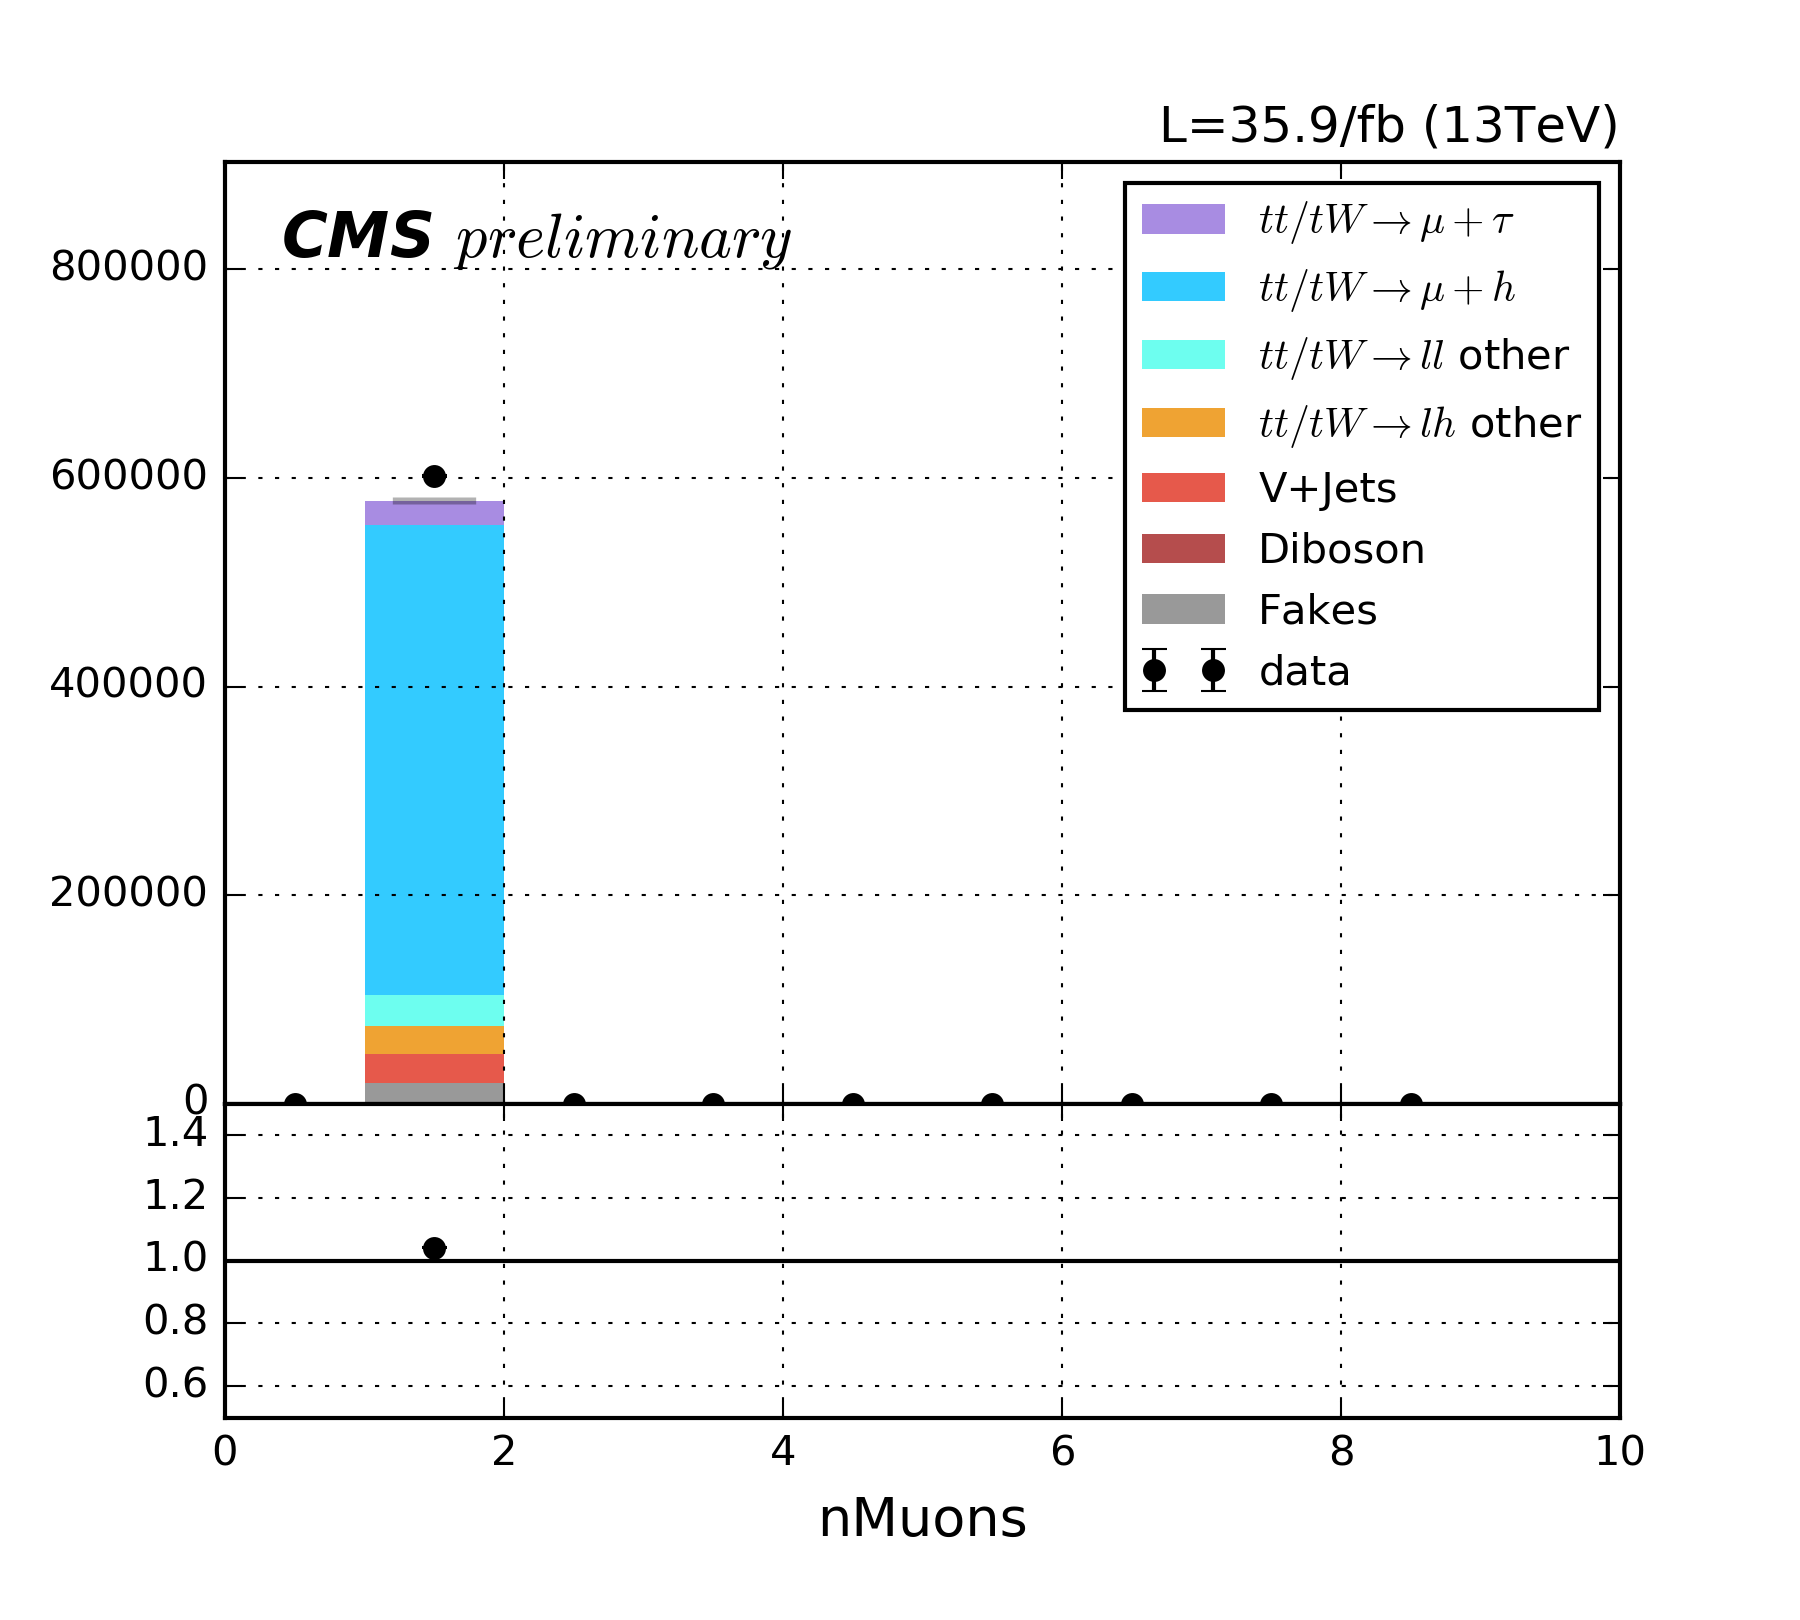 L=35.9/fb (13TeV)
CMS preliminary
tt/tW→μ+τ
tt/tW→μ+h
tt/tW→ll other
tt/tW→lh other
V+Jets
Diboson
Fakes
data
800000
600000
400000
200000
0
1.4
1.2
1.0
0.8
0.6
0 2 4 6 8 10
nMuons